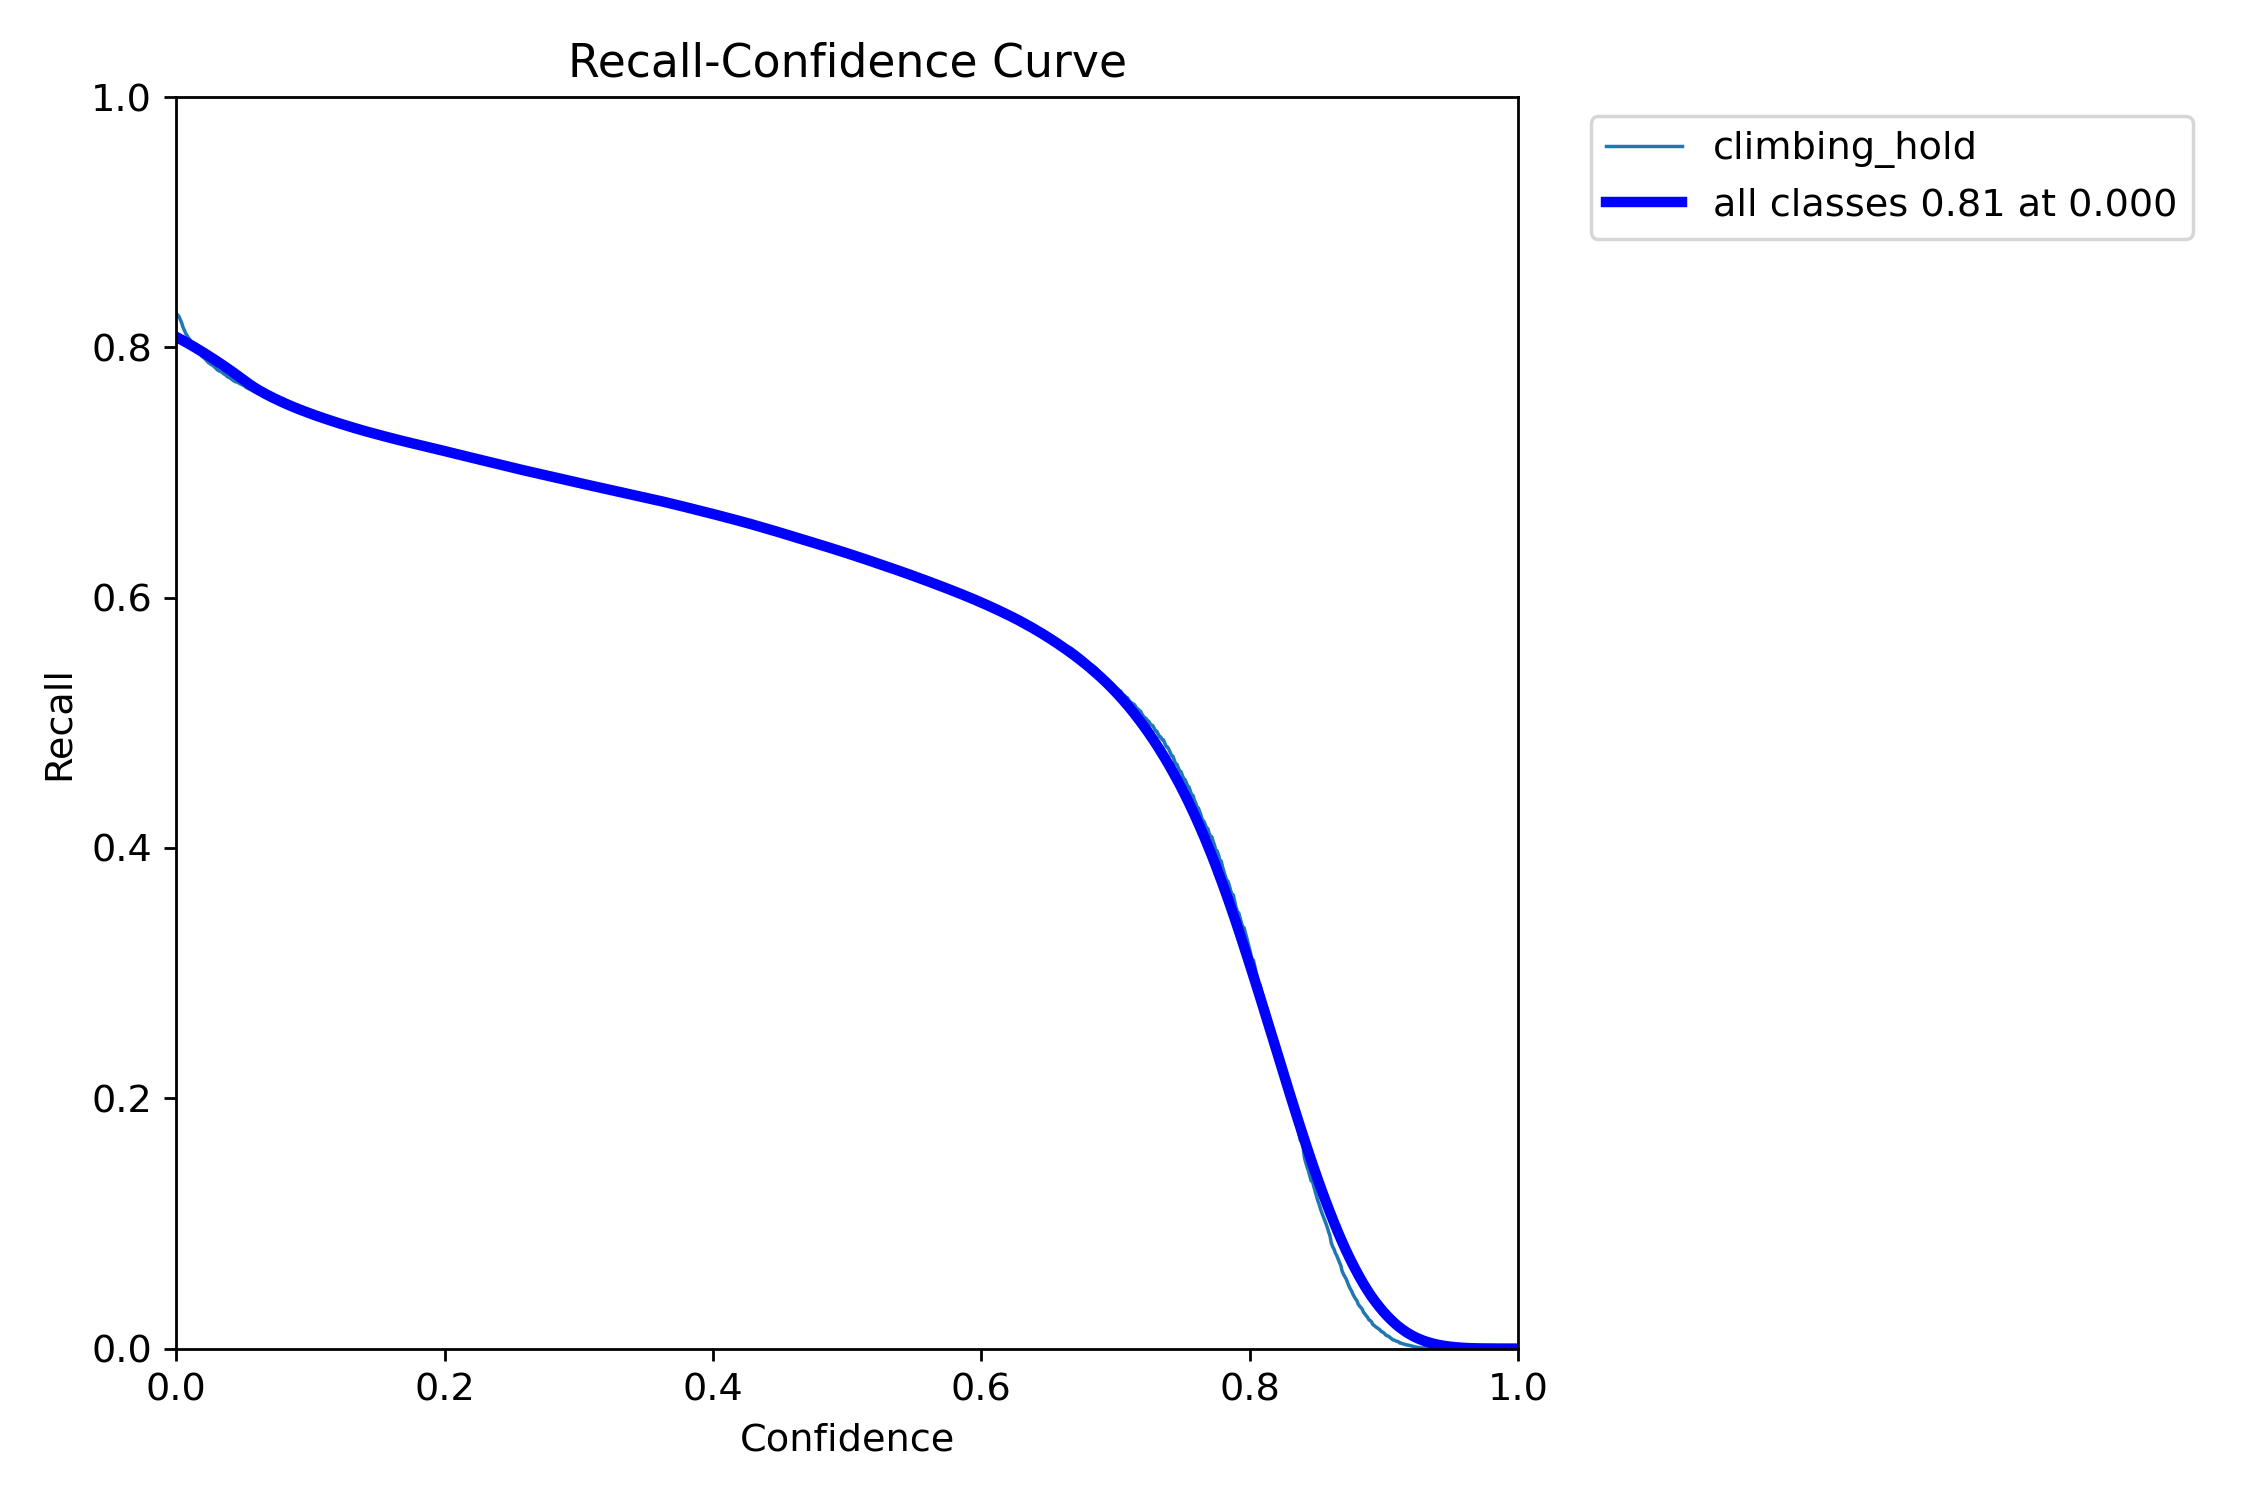 Recall-Confidence Curve
1.0
0.8
0.6
0.4
0.2
0.0
Recall
0.0 0.2 0.4 0.6 0.8 1.0
Confidence
climbing_hold
all classes 0.81 at 0.000